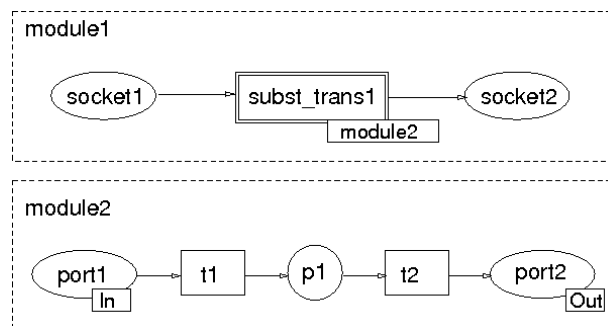 module1
socket1
subst_trans1
socket2
module2
module2
port1
t1
p1
t2
port2
In
Out